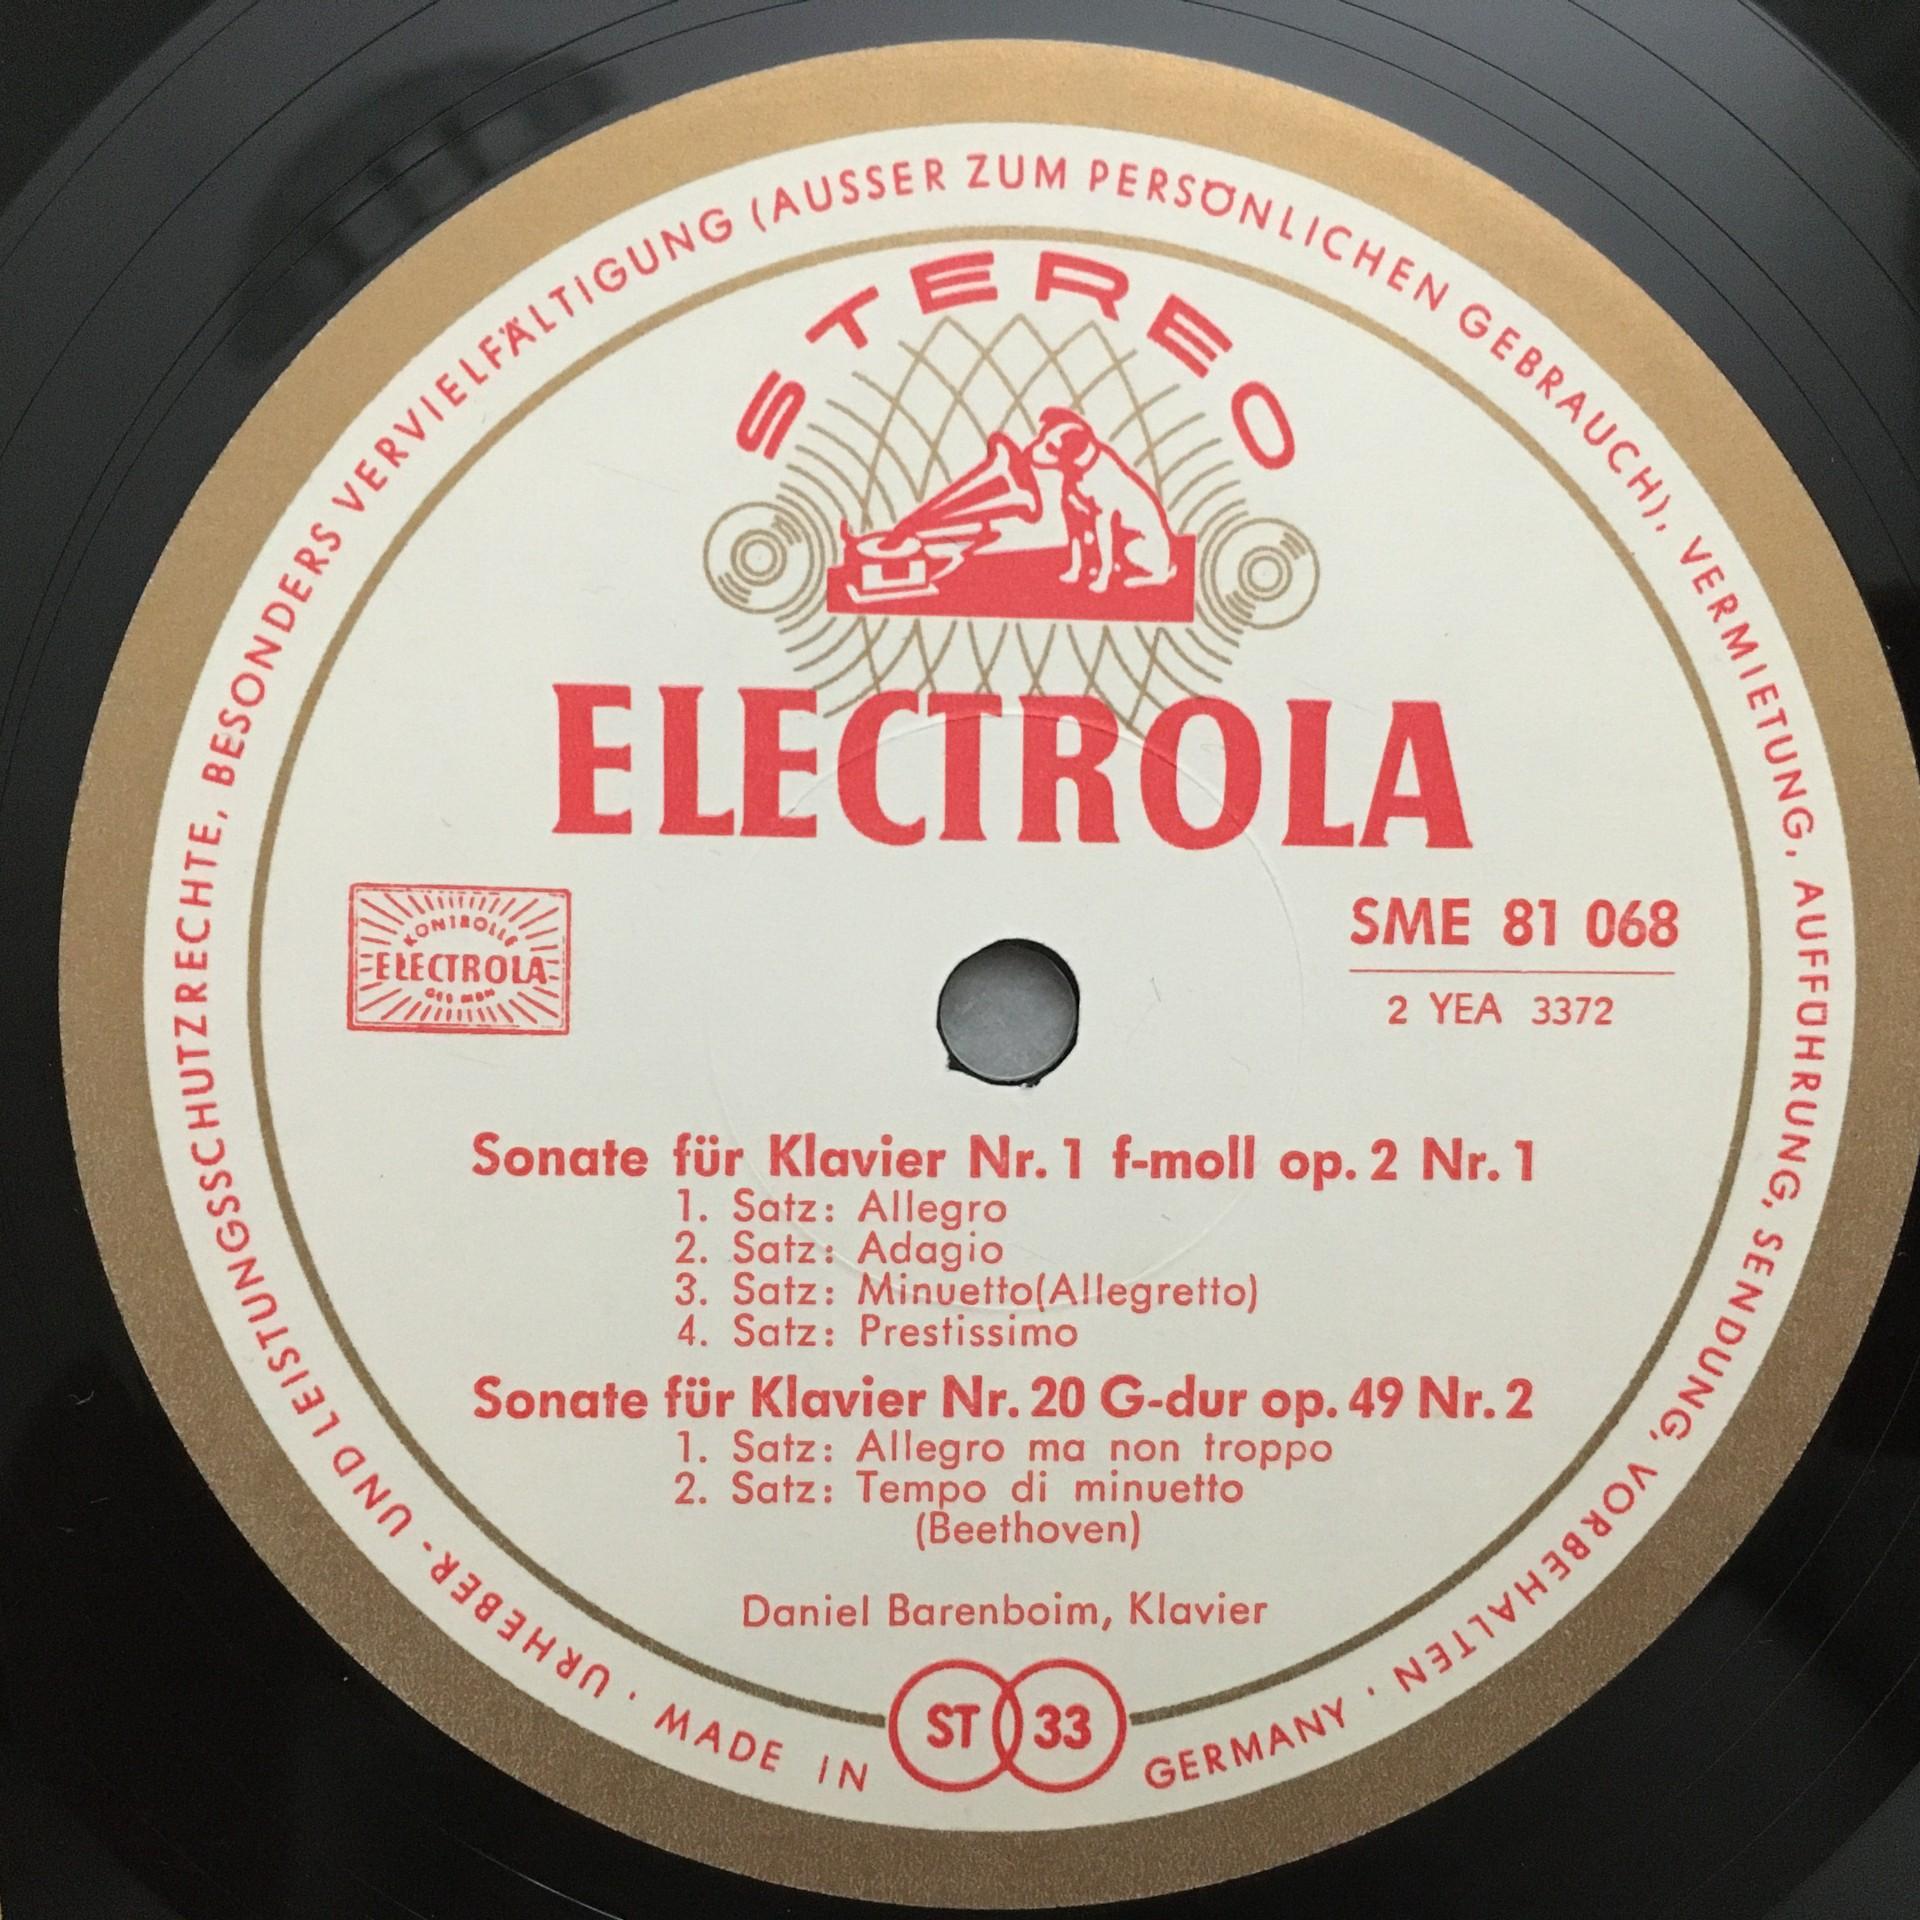 URHEBER- UND LEISTUNGSSCHUTZRECHTE, BESONDERS VERVIELFÄLTIGUNG (AUSSER ZUM PERSÖNLICHEN GEBRAUCH), VERMIETUNG, AUFFÜHRUNG, SENDUNG, VORBEHALTEN · MADE IN GERMANY ·
STEREO
ELECTROLA
KONTROLLE
ELECTROLA
SME 81 068
2 YEA 3372
Sonate für Klavier Nr. 1 f-moll op. 2 Nr. 1
1. Satz: Allegro
2. Satz: Adagio
3. Satz: Minuetto(Allegretto)
4. Satz: Prestissimo
Sonate für Klavier Nr. 20 G-dur op. 49 Nr. 2
1. Satz: Allegro ma non troppo
2. Satz: Tempo di minuetto
(Beethoven)
Daniel Barenboim, Klavier
ST 33